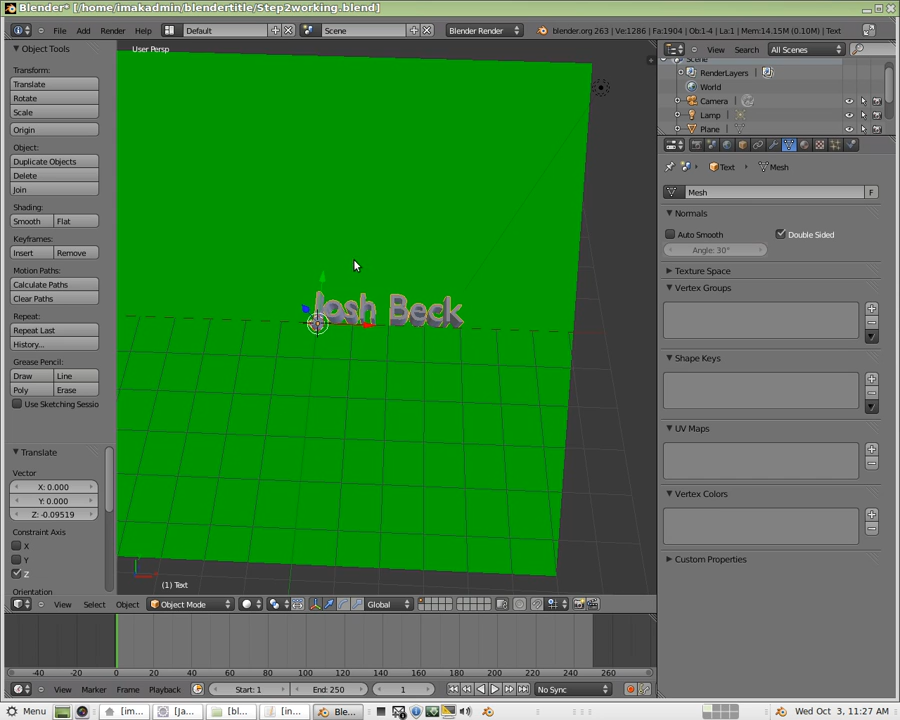 Blender* [/home/imakadmin/blendertitle/Step2working.blend]
File Add Render Help Default Scene Blender Render blender.org 263 | Ve:1286 | Fa:1904 | Ob:1-4 | La:1 | Mem:14.15M (0.10M) | Text
Object Tools
Transform:
Translate
Rotate
Scale
Origin
Object:
Duplicate Objects
Delete
Join
Shading:
Smooth Flat
Keyframes:
Insert Remove
Motion Paths:
Calculate Paths
Clear Paths
Repeat:
Repeat Last
History...
Grease Pencil:
Draw Line
Poly Erase
Use Sketching Sessio
Translate
Vector
X: 0.000
Y: 0.000
Z: -0.09519
Constraint Axis
X
Y
Z
Orientation
User Persp
Josh Beck
(1) Text
View Select Object Object Mode Global
View Search All Scenes
Scene
RenderLayers
World
Camera
Lamp
Plane
Text Mesh
Mesh F
Normals
Auto Smooth Double Sided
Angle: 30°
Texture Space
Vertex Groups
Shape Keys
UV Maps
Vertex Colors
Custom Properties
-40 -20 0 20 40 60 80 100 120 140 160 180 200 220 240 260
View Marker Frame Playback Start: 1 End: 250 1 No Sync
Menu [im... [Ja... [bl... [in... Ble... Wed Oct 3, 11:27 AM